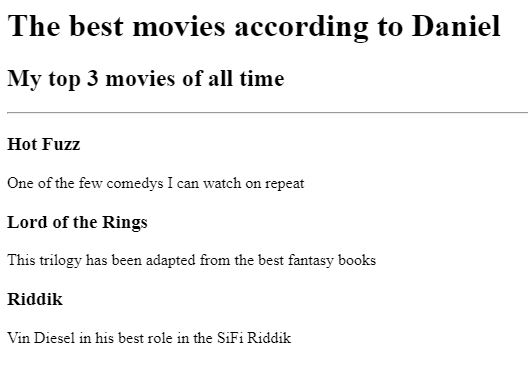 The best movies according to Daniel
My top 3 movies of all time
Hot Fuzz
One of the few comedys I can watch on repeat
Lord of the Rings
This trilogy has been adapted from the best fantasy books
Riddik
Vin Diesel in his best role in the SiFi Riddik